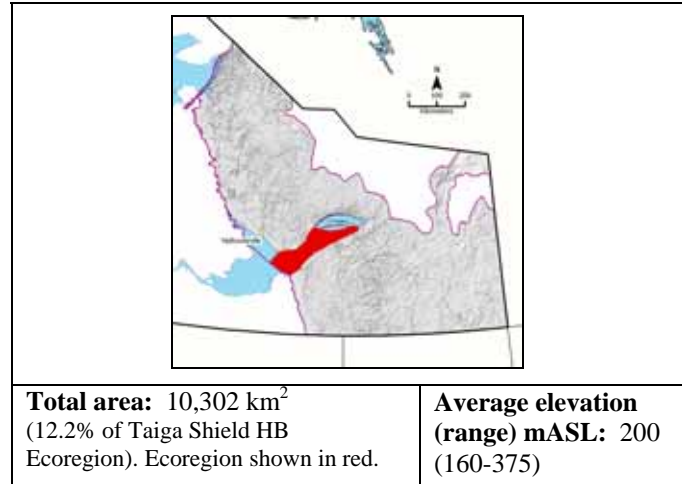 N
Total area: 10,302 km2
(12.2% of Taiga Shield HB
Ecoregion). Ecoregion shown in red.
Average elevation
(range) mASL: 200
(160-375)